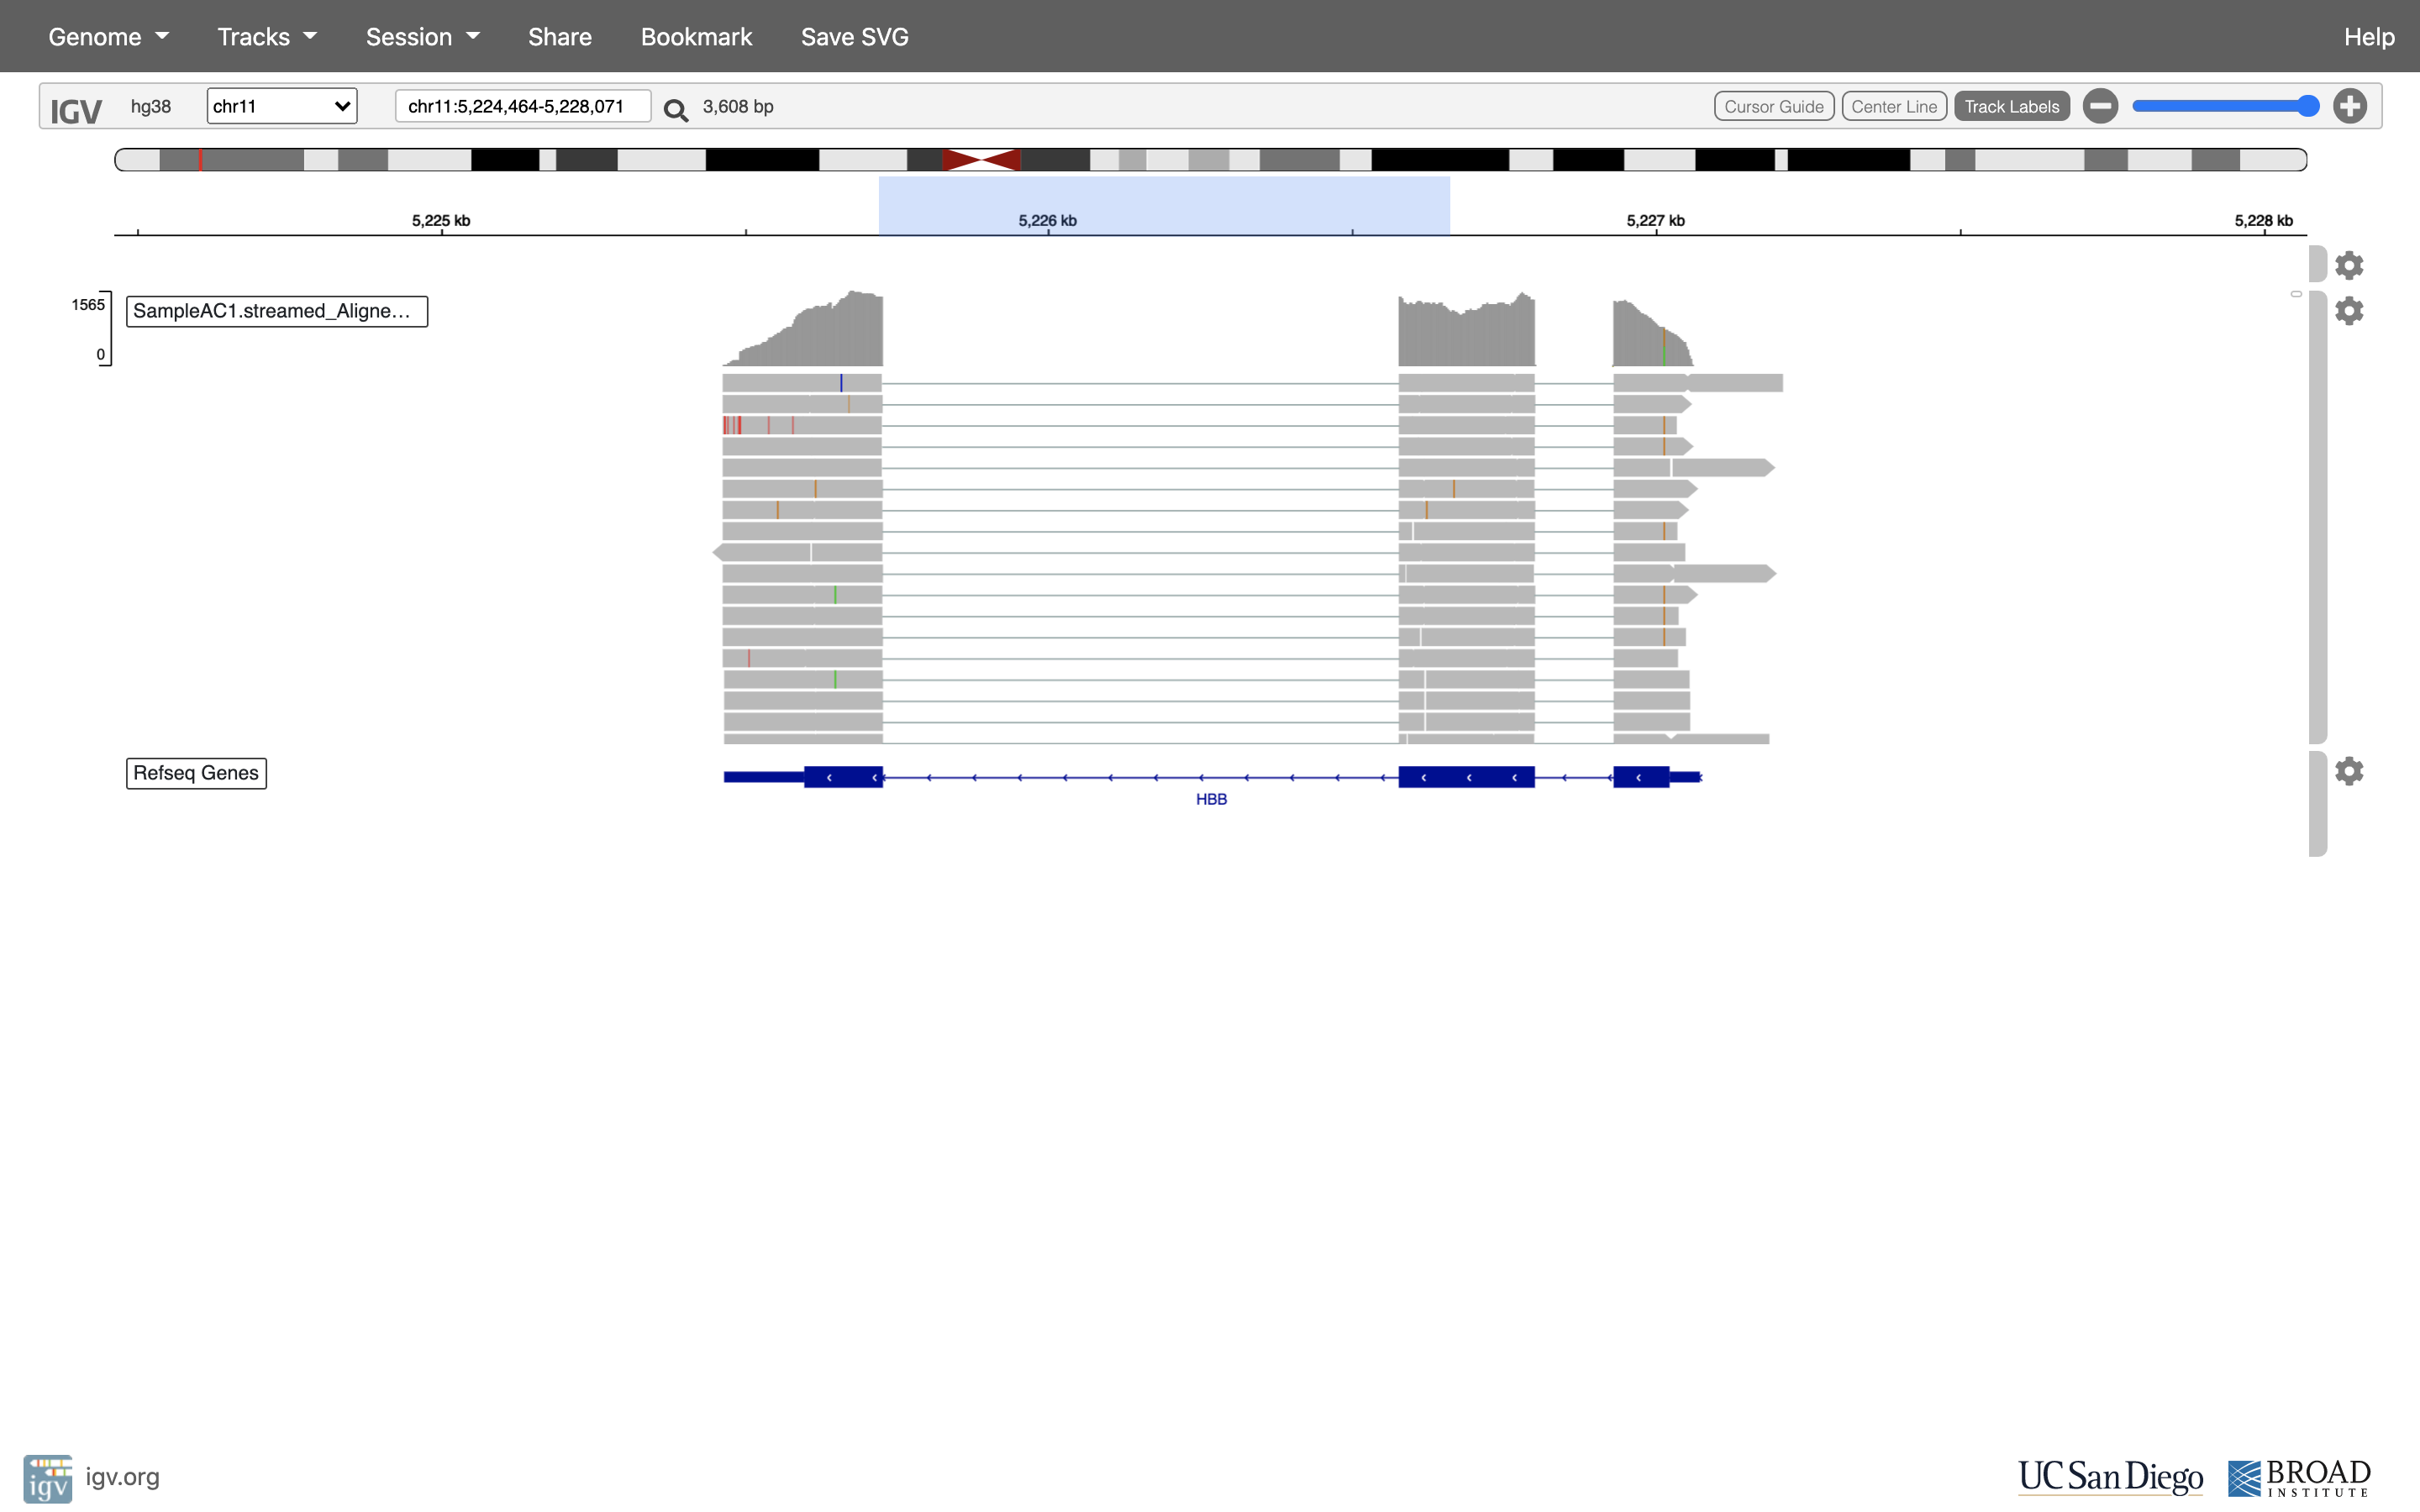 Genome Tracks Session Share Bookmark Save SVG Help
IGV hg38 chr11 chr11:5,224,464-5,228,071 3,608 bp Cursor Guide Center Line Track Labels
5,225 kb 5,226 kb 5,227 kb 5,228 kb
1565
SampleAC1.streamed_Aligne...
0
Refseq Genes
HBB
igv igv.org UC San Diego BROAD
INSTITUTE